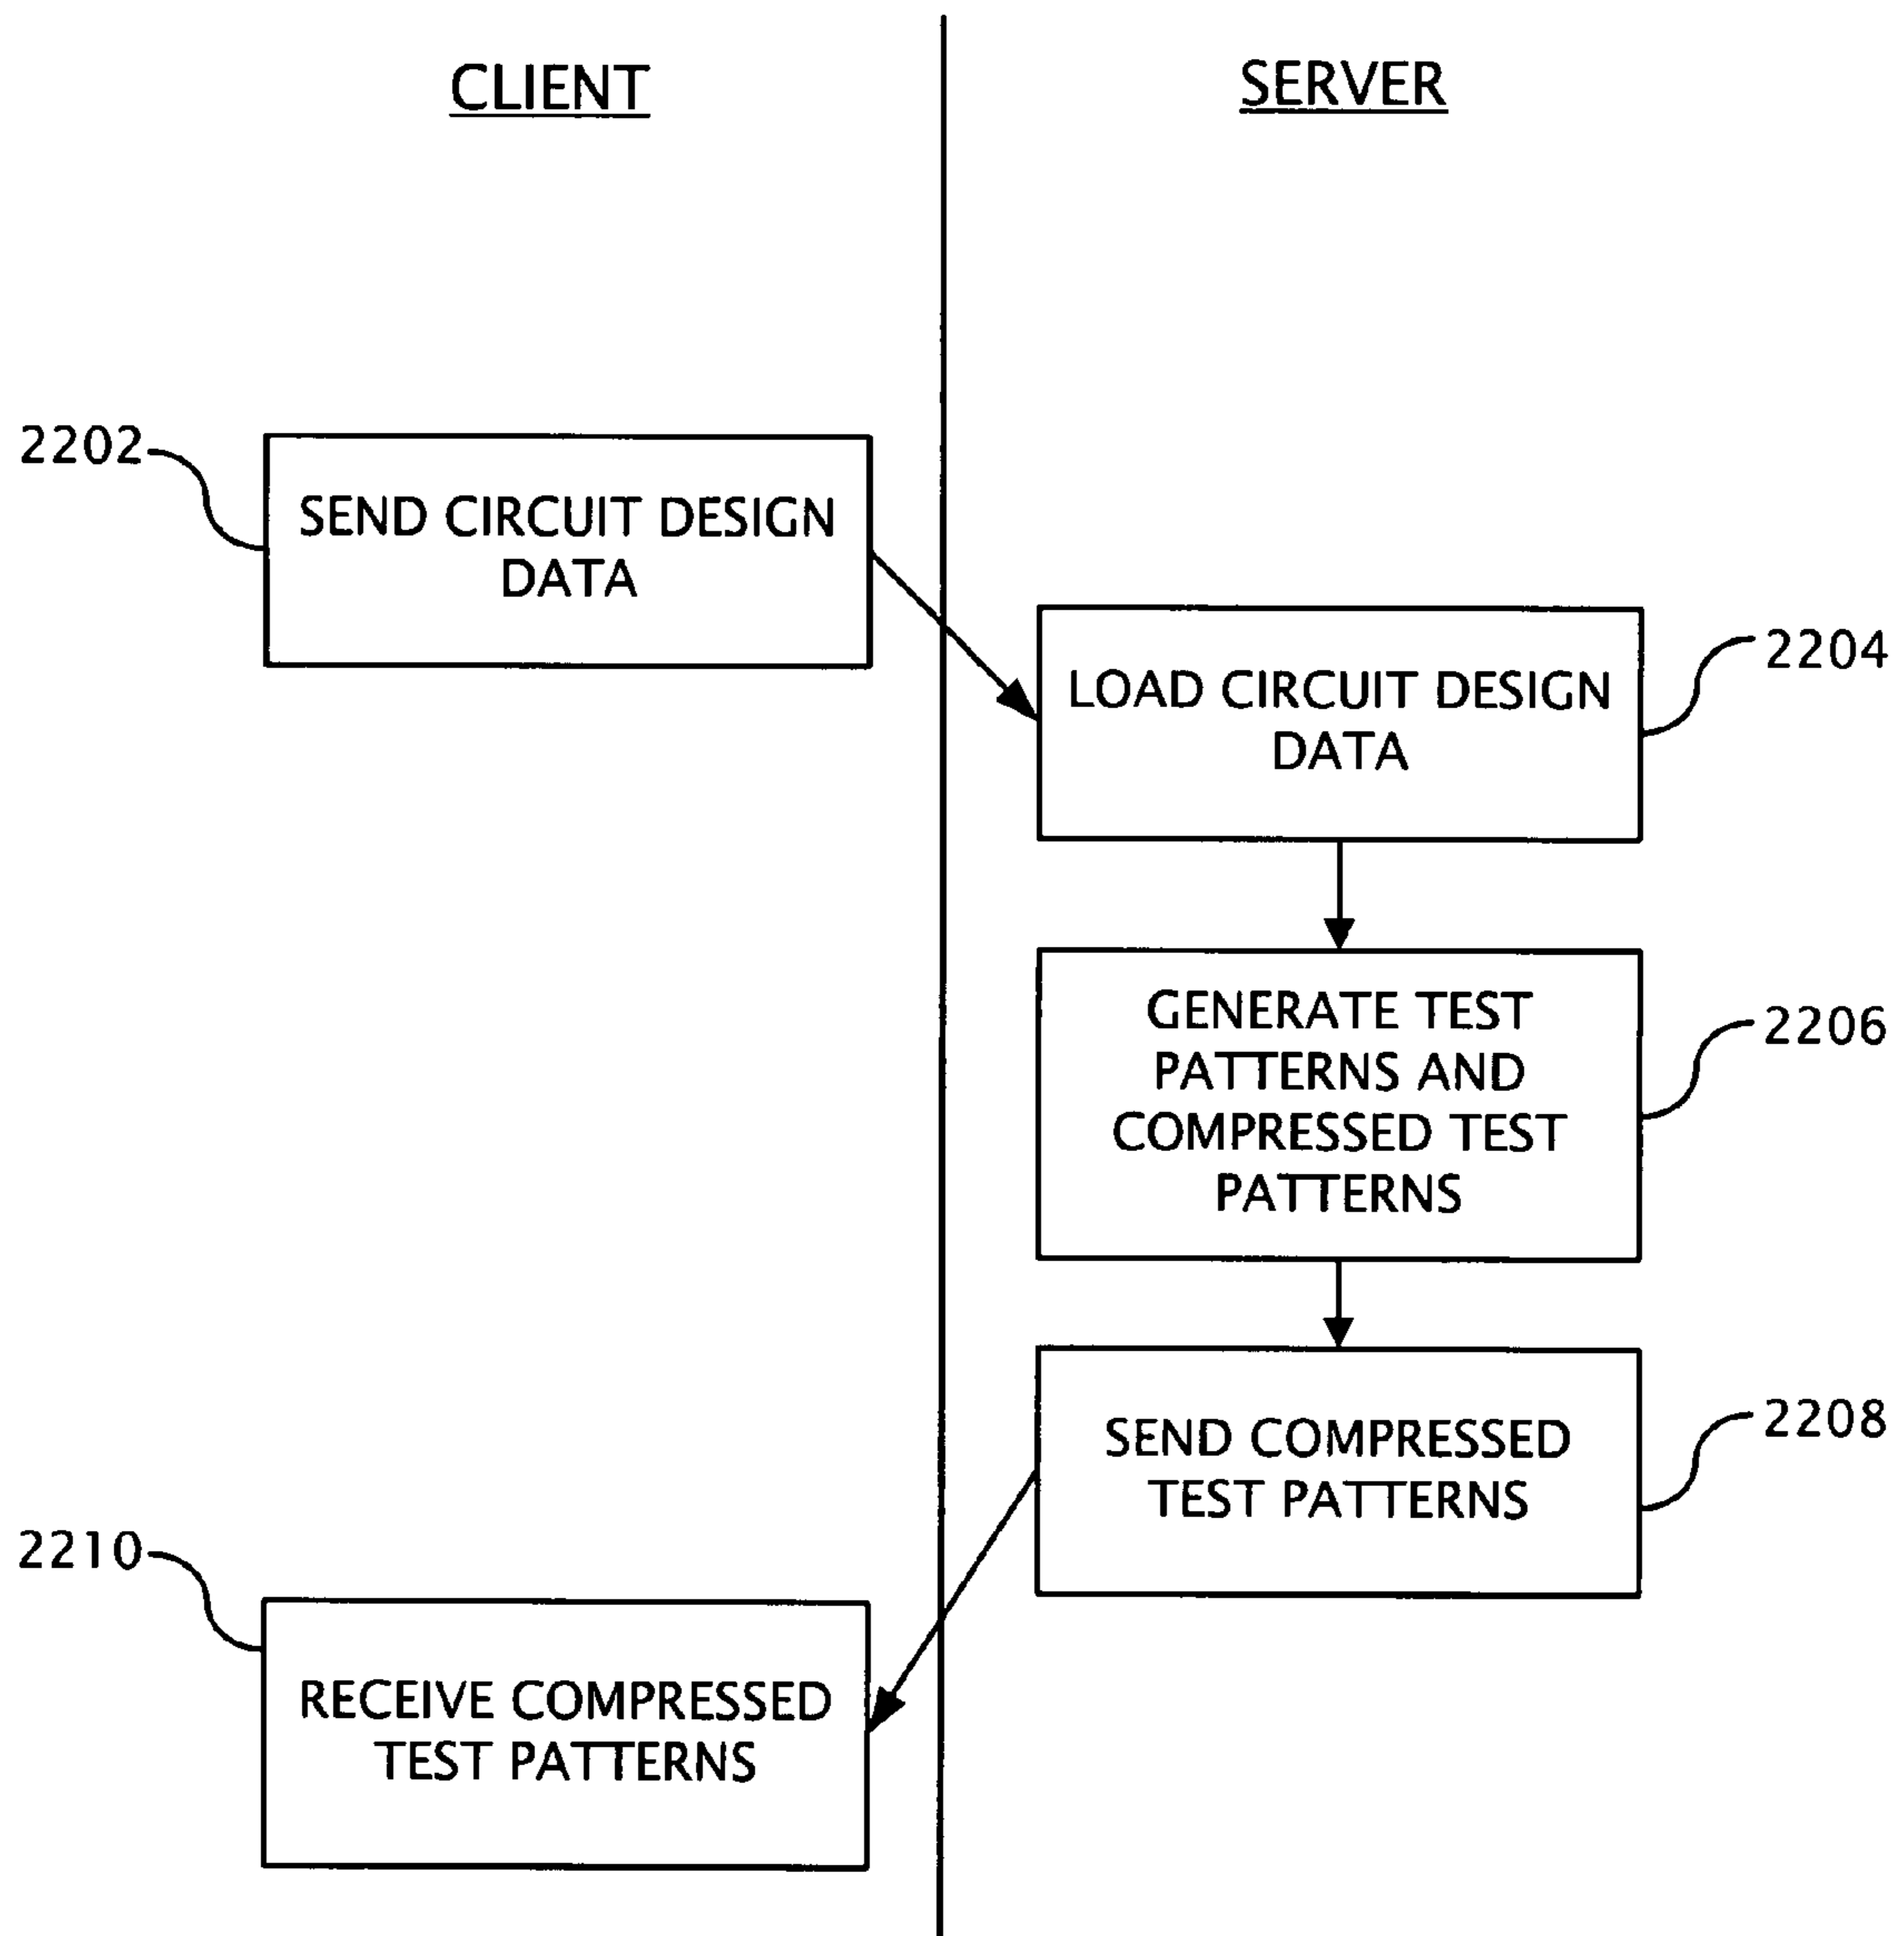 CLIENT
SERVER
2202
SEND CIRCUIT DESIGN
DATA
2204
LOAD CIRCUIT DESIGN
DATA
GENERATE TEST
PATTERNS AND
COMPRESSED TEST
PATTERNS
2206
SEND COMPRESSED
TEST PATTERNS
2208
2210
RECEIVE COMPRESSED
TEST PATTERNS